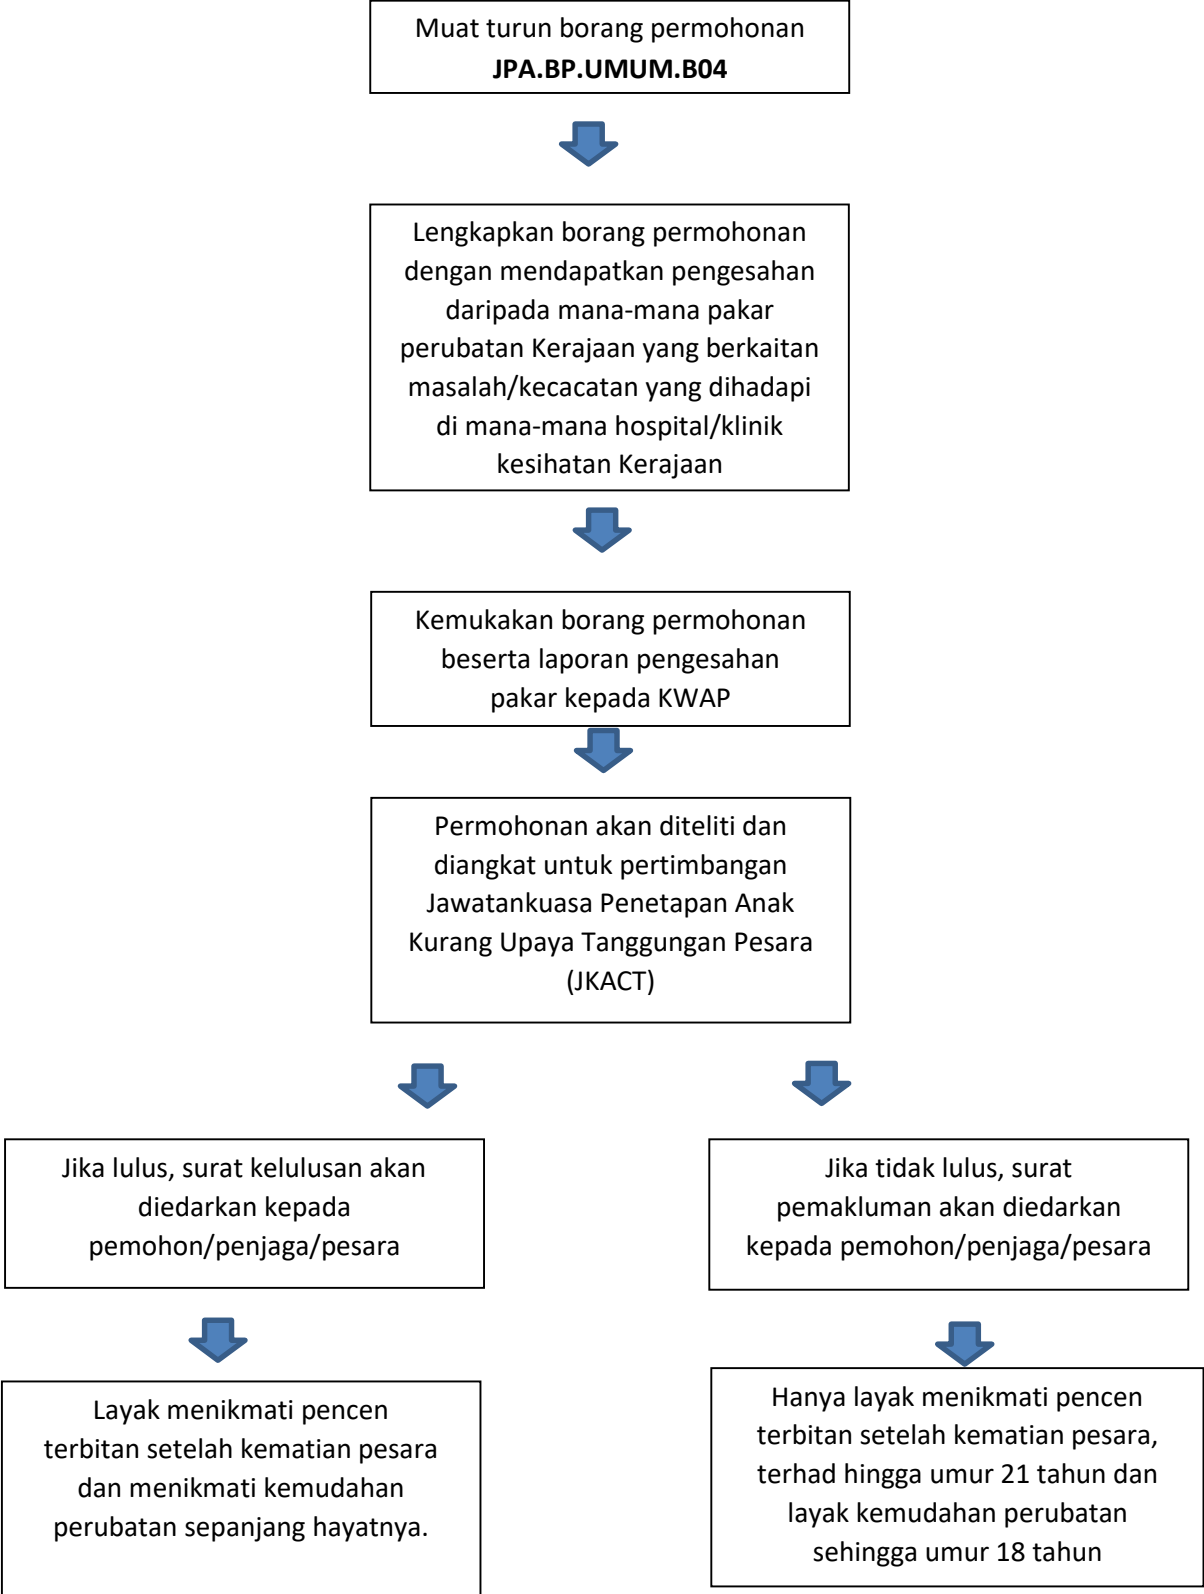 Muat turun borang permohonan
JPA.BP.UMUM.B04
Lengkapkan borang permohonan
dengan mendapatkan pengesahan
daripada mana-mana pakar
perubatan Kerajaan yang berkaitan
masalah/kecacatan yang dihadapi
di mana-mana hospital/klinik
kesihatan Kerajaan
Kemukakan borang permohonan
beserta laporan pengesahan
pakar kepada KWAP
Permohonan akan diteliti dan
diangkat untuk pertimbangan
Jawatankuasa Penetapan Anak
Kurang Upaya Tanggungan Pesara
(JKACT)
Jika lulus, surat kelulusan akan
diedarkan kepada
pemohon/penjaga/pesara
Jika tidak lulus, surat
pemakluman akan diedarkan
kepada pemohon/penjaga/pesara
Layak menikmati pencen
terbitan setelah kematian pesara
dan menikmati kemudahan
perubatan sepanjang hayatnya.
Hanya layak menikmati pencen
terbitan setelah kematian pesara,
terhad hingga umur 21 tahun dan
layak kemudahan perubatan
sehingga umur 18 tahun